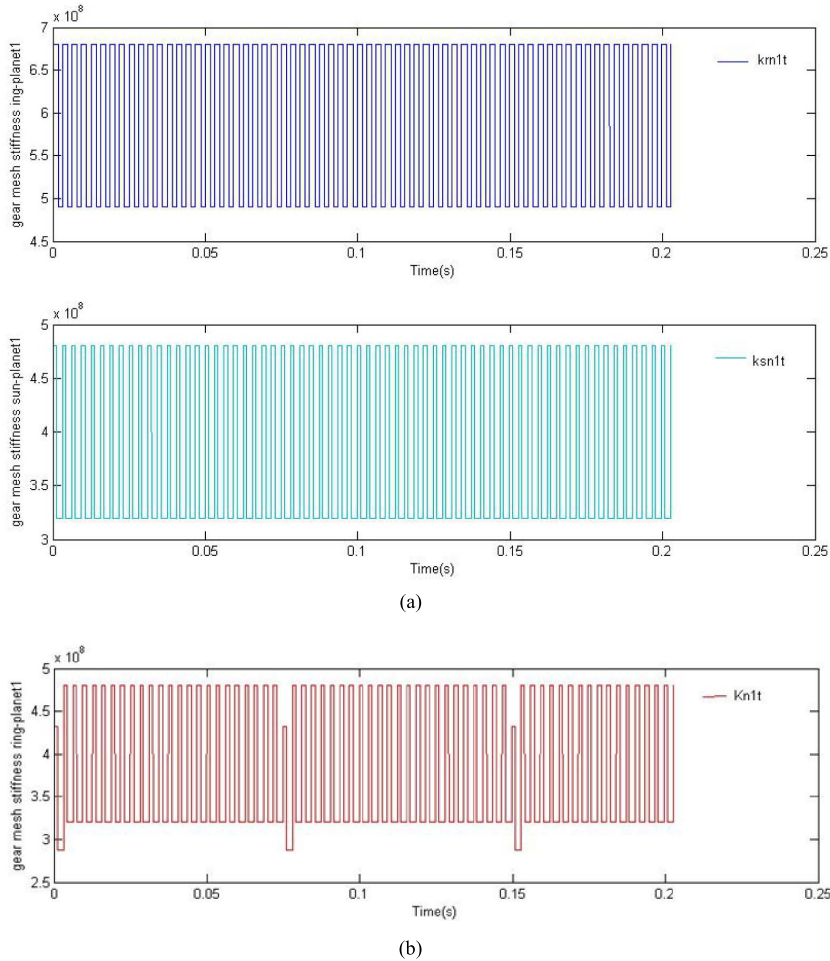 x 10^8
7
6.5
6
5.5
5
4.5
gear mesh stiffness ing-planet1
krn1t
0 0.05 0.1 0.15 0.2 0.25
Time(s)
x 10^8
5
4.5
4
3.5
3
gear mesh stiffness sun-planet1
ksn1t
0 0.05 0.1 0.15 0.2 0.25
Time(s)
(a)
x 10^8
5
4.5
4
3.5
3
2.5
gear mesh stiffness ring-planet1
Kn1t
0 0.05 0.1 0.15 0.2 0.25
Time(s)
(b)